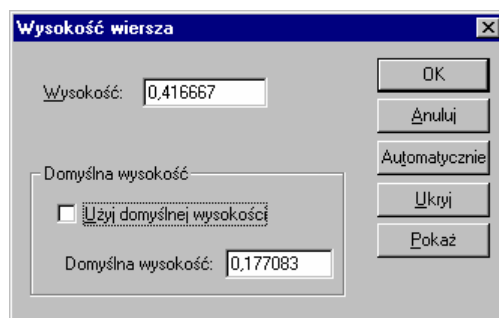 Wysokość wiersza
Wysokość: 0,416667
OK
Anuluj
Automatycznie
Ukryj
Pokaż
Domyślna wysokość
Użyj domyślnej wysokości
Domyślna wysokość: 0,177083